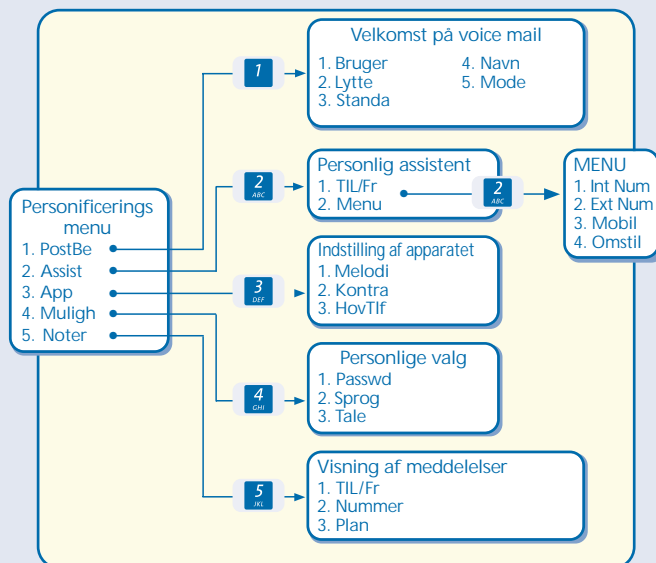 Velkomst på voice mail
1. Bruger
2. Lytte
3. Standa
4. Navn
5. Mode
1
Personlig assistent
1. TIL/Fr
2. Menu
2
ABC
2
ABC
MENU
1. Int Num
2. Ext Num
3. Mobil
4. Omstil
Personificerings
menu
1. PostBe
2. Assist
3. App
4. Muligh
5. Noter
Indstilling af apparatet
1. Melodi
2. Kontra
3. HovTlf
3
DEF
Personlige valg
1. Passwd
2. Sprog
3. Tale
4
GHI
Visning af meddelelser
1. TIL/Fr
2. Nummer
3. Plan
5
JKL